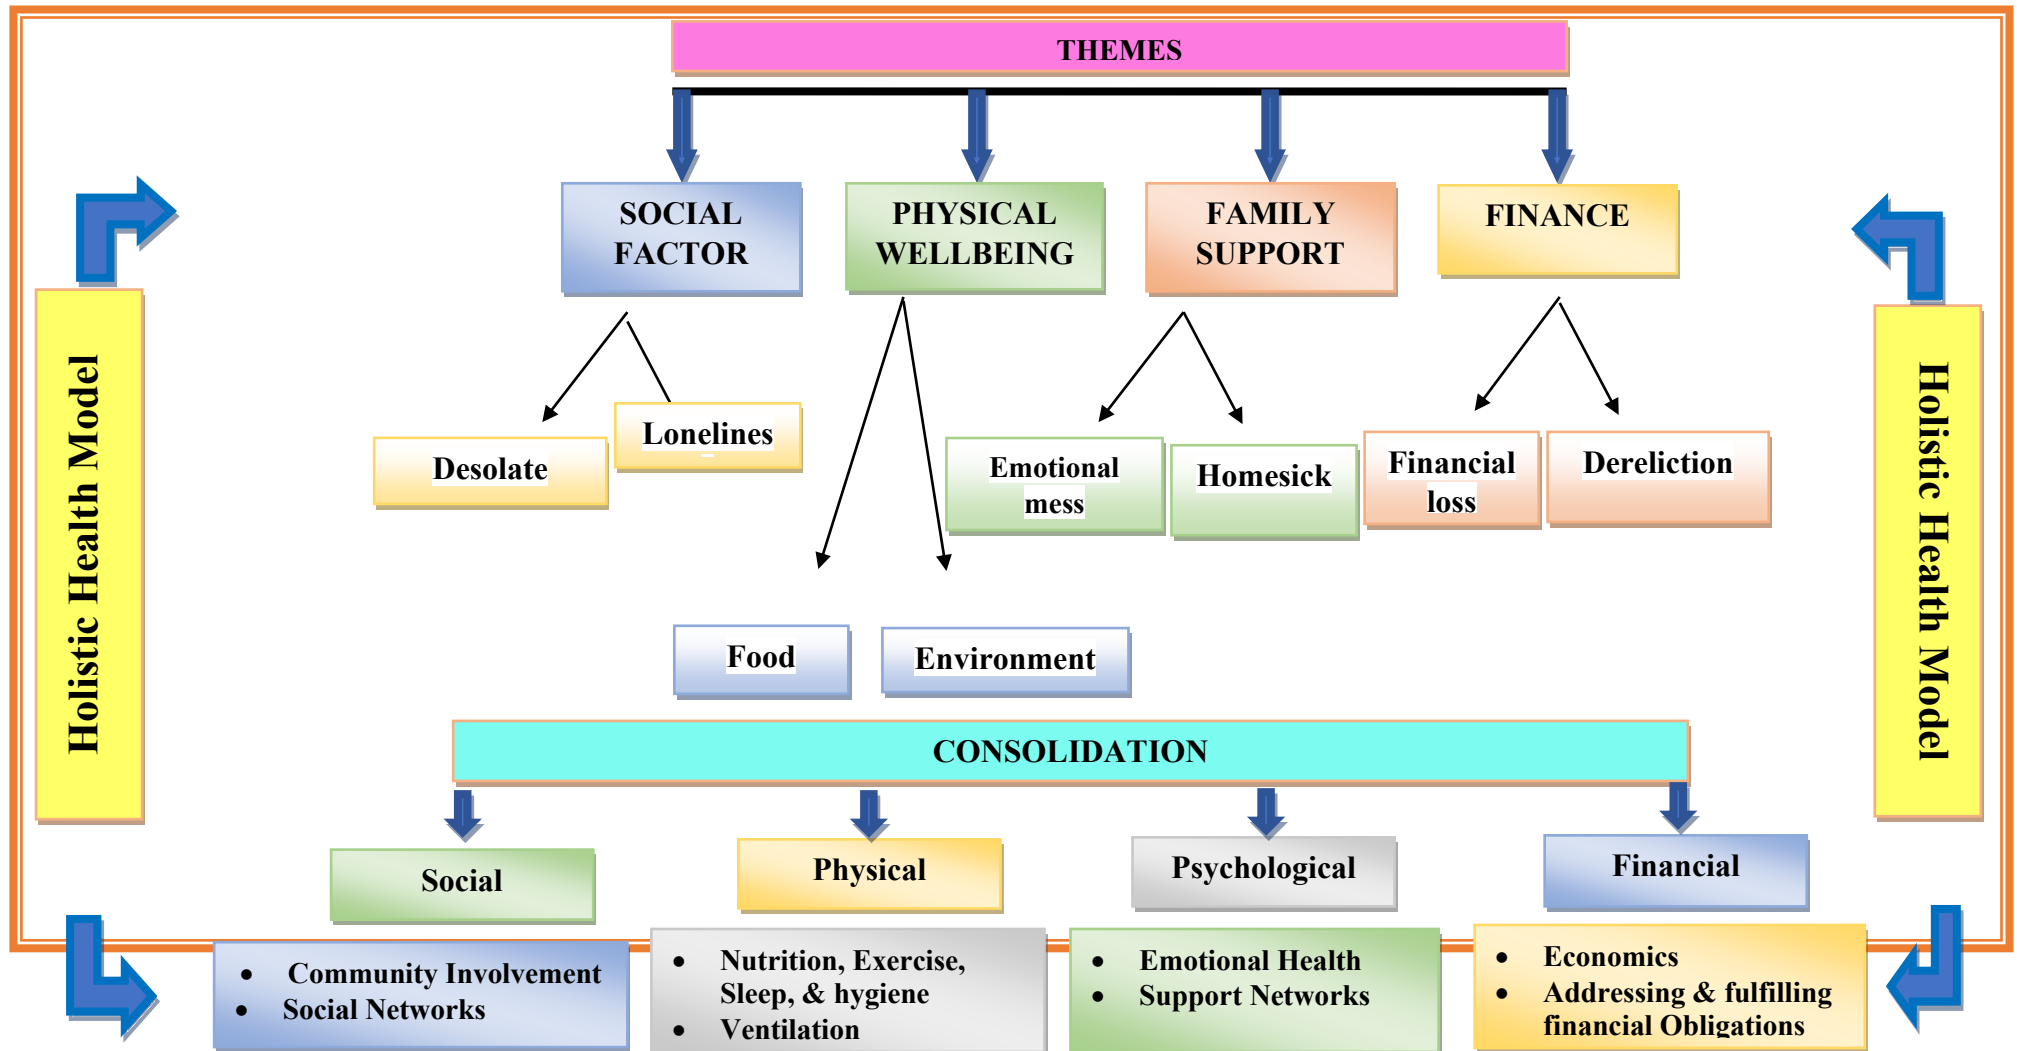 THEMES
SOCIAL
FACTOR
PHYSICAL
WELLBEING
FAMILY
SUPPORT
FINANCE
Holistic Health Model
Holistic Health Model
Desolate
Lonelines
Emotional
mess
Homesick
Financial
loss
Dereliction
Food
Environment
CONSOLIDATION
Social
Physical
Psychological
Financial
• Community Involvement
• Social Networks
• Nutrition, Exercise,
Sleep, & hygiene
• Ventilation
• Emotional Health
• Support Networks
• Economics
• Addressing & fulfilling
financial Obligations